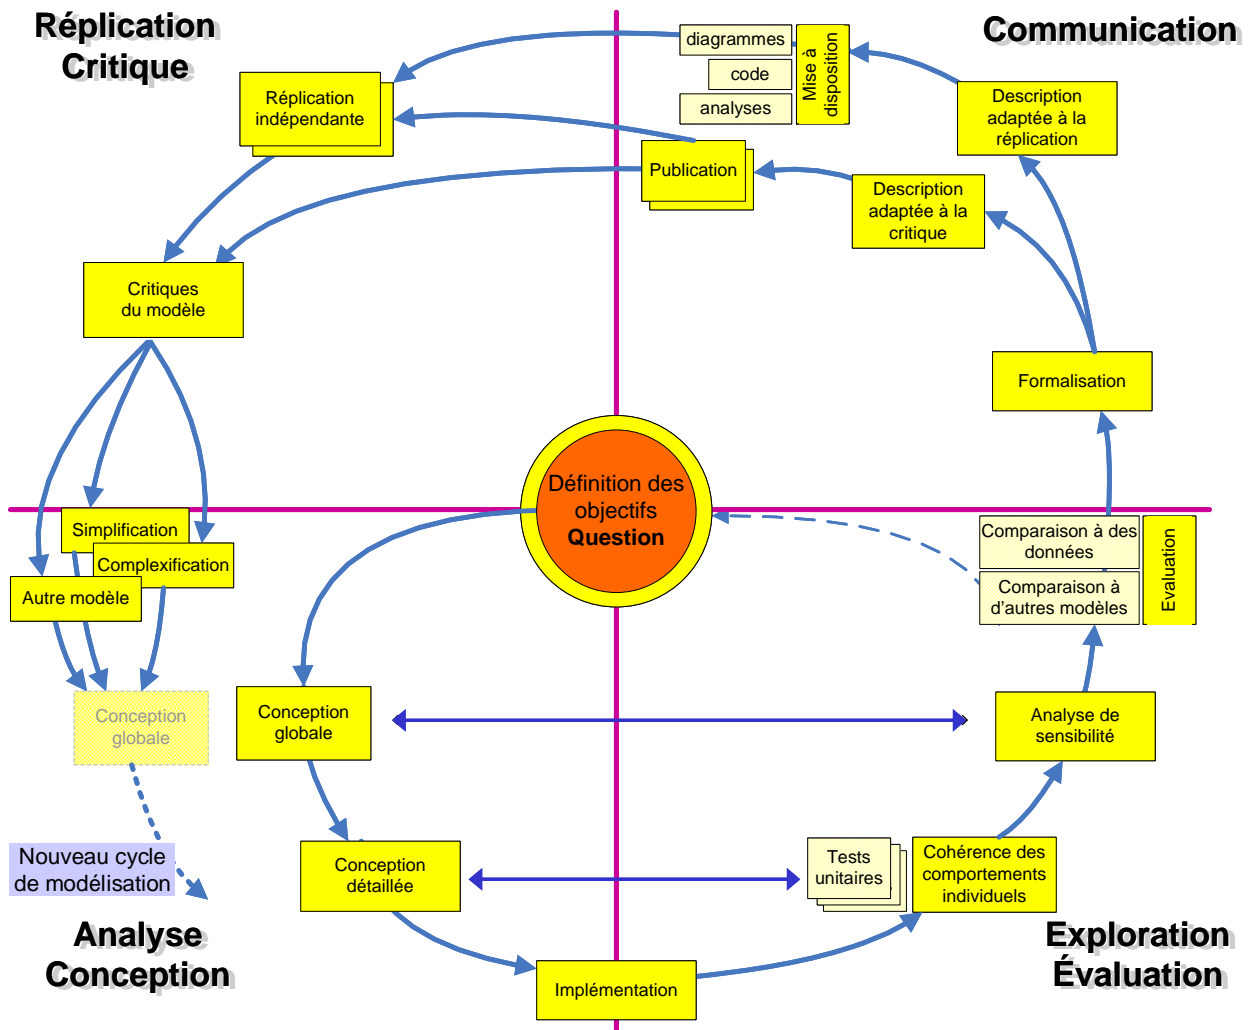 Réplication
Critique
Communication
diagrammes
code
analyses
Mise à
disposition
Description
adaptée à la
réplication
Réplication
indépendante
Publication
Description
adaptée à la
critique
Critiques
du modèle
Formalisation
Définition des
objectifs
Question
Simplification
Complexification
Autre modèle
Comparaison à des
données
Comparaison à
d'autres modèles
Evaluation
Conception
globale
Conception
globale
Analyse de
sensibilité
Nouveau cycle
de modélisation
Conception
détaillée
Tests
unitaires
Cohérence des
comportements
individuels
Analyse
Conception
Implémentation
Exploration
Évaluation